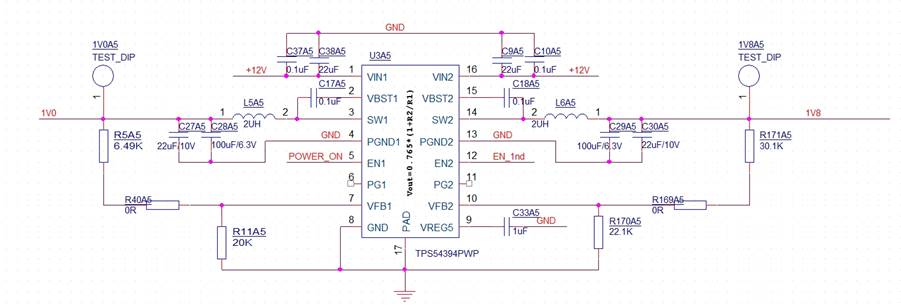 GND
1V0A5
TEST_DIP
1
+12V
C37A5
0.1uF
C38A5
22uF
U3A5
C9A5
22uF
C10A5
0.1uF
+12V
1V8A5
TEST_DIP
1
1 VIN1
VIN2 16
C17A5
0.1uF
2 VBST1
VBST2 15
C18A5
0.1uF
1V0
1 L5A5 2
2UH
3 SW1
SW2 14
2 L6A5 1
2UH
1V8
R5A5
6.49K
C27A5
22uF/10V
C28A5
100uF/6.3V
GND
4 PGND1
PGND2 13
GND
C29A5
100uF/6.3V
C30A5
22uF/10V
R171A5
30.1K
POWER_ON
5 EN1
EN2 12
EN_1nd
6 PG1
PG2 11
Vout=0.765*(1+R2/R1)
R40A5
0R
7 VFB1
VFB2 10
R169A5
0R
R11A5
20K
8 GND
PAD
VREG5 9
C33A5
1uF
GND
R170A5
22.1K
17
TPS54394PWP